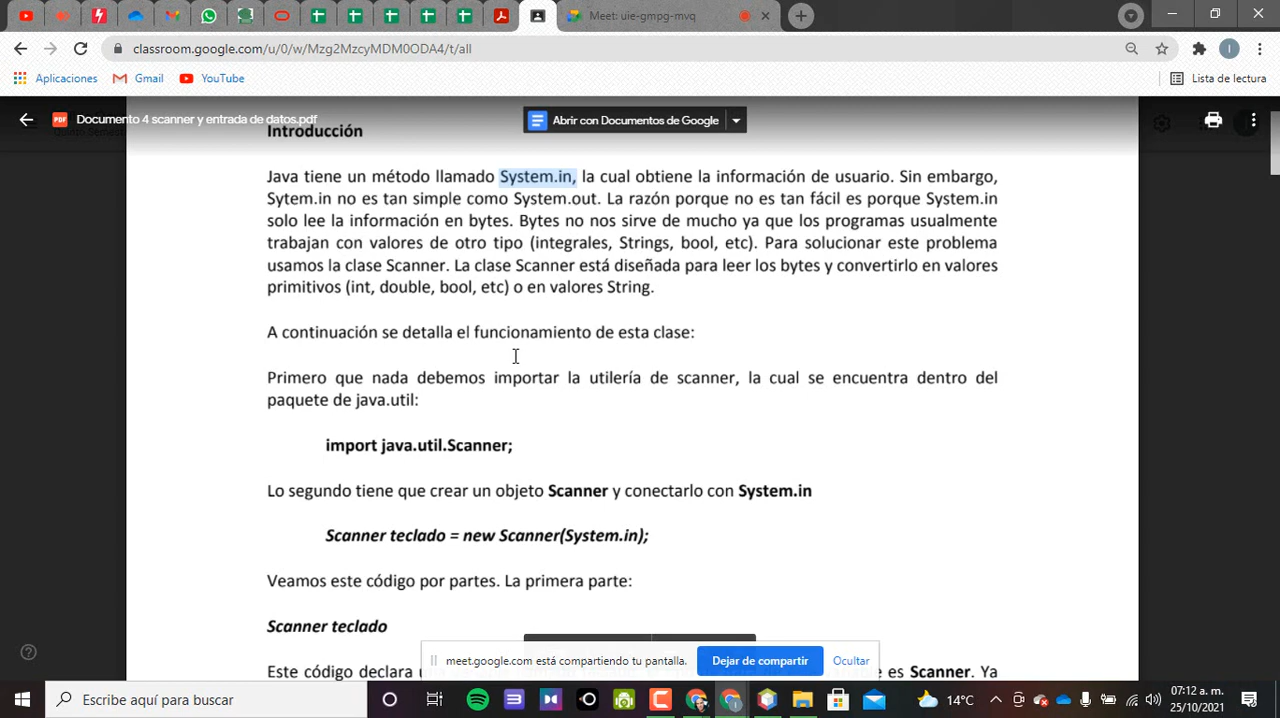 Meet: uie-gmpg-mvq
classroom.google.com/u/0/w/Mzg2MzcyMDM0ODA4/t/all
Aplicaciones
Gmail
YouTube
Lista de lectura
Documento 4 scanner y entrada de datos.pdf
Abrir con Documentos de Google
Introducción
Java tiene un método llamado System.in, la cual obtiene la información de usuario. Sin embargo,
Sytem.in no es tan simple como System.out. La razón porque no es tan fácil es porque System.in
solo lee la información en bytes. Bytes no nos sirve de mucho ya que los programas usualmente
trabajan con valores de otro tipo (integrales, Strings, bool, etc). Para solucionar este problema
usamos la clase Scanner. La clase Scanner está diseñada para leer los bytes y convertirlo en valores
primitivos (int, double, bool, etc) o en valores String.
A continuación se detalla el funcionamiento de esta clase:
Primero que nada debemos importar la utilería de scanner, la cual se encuentra dentro del
paquete de java.util:
import java.util.Scanner;
Lo segundo tiene que crear un objeto Scanner y conectarlo con System.in
Scanner teclado = new Scanner(System.in);
Veamos este código por partes. La primera parte:
Scanner teclado
Este código declara
es Scanner. Ya
meet.google.com está compartiendo tu pantalla.
Dejar de compartir
Ocultar
Escribe aquí para buscar
14°C
07:12 a. m.
25/10/2021